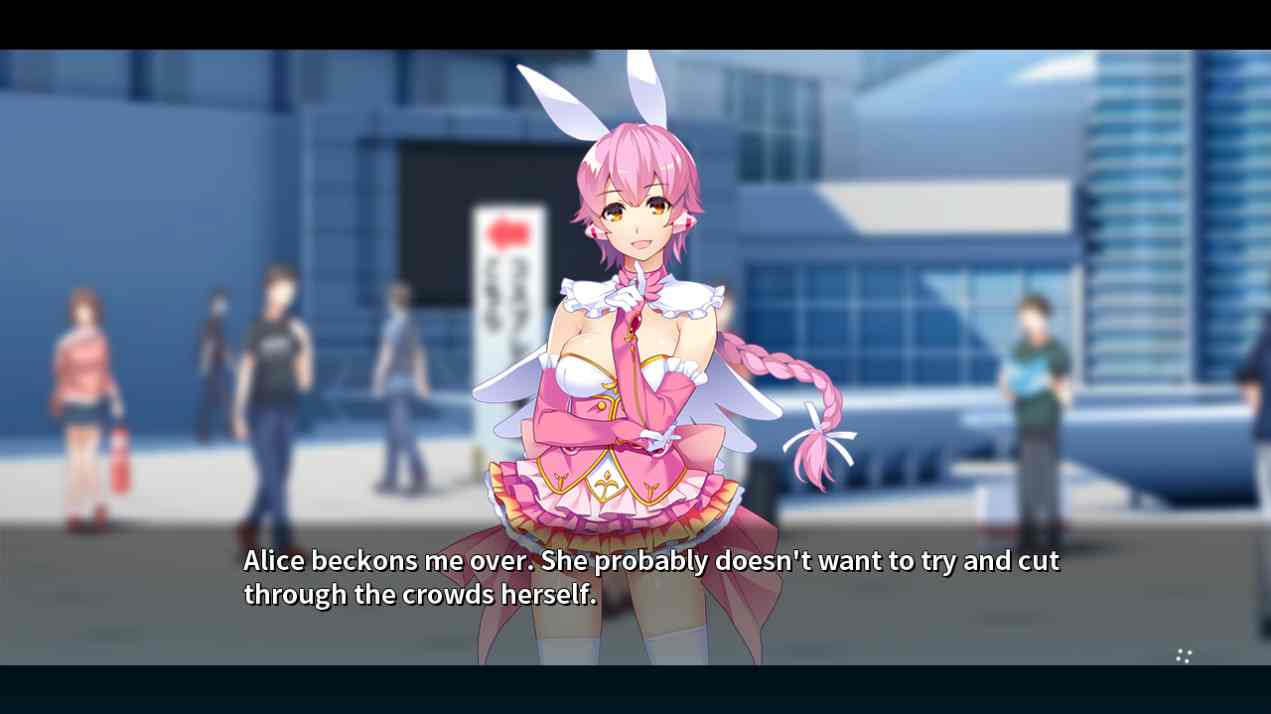 Alice beckons me over. She probably doesn't want to try and cut
through the crowds herself.